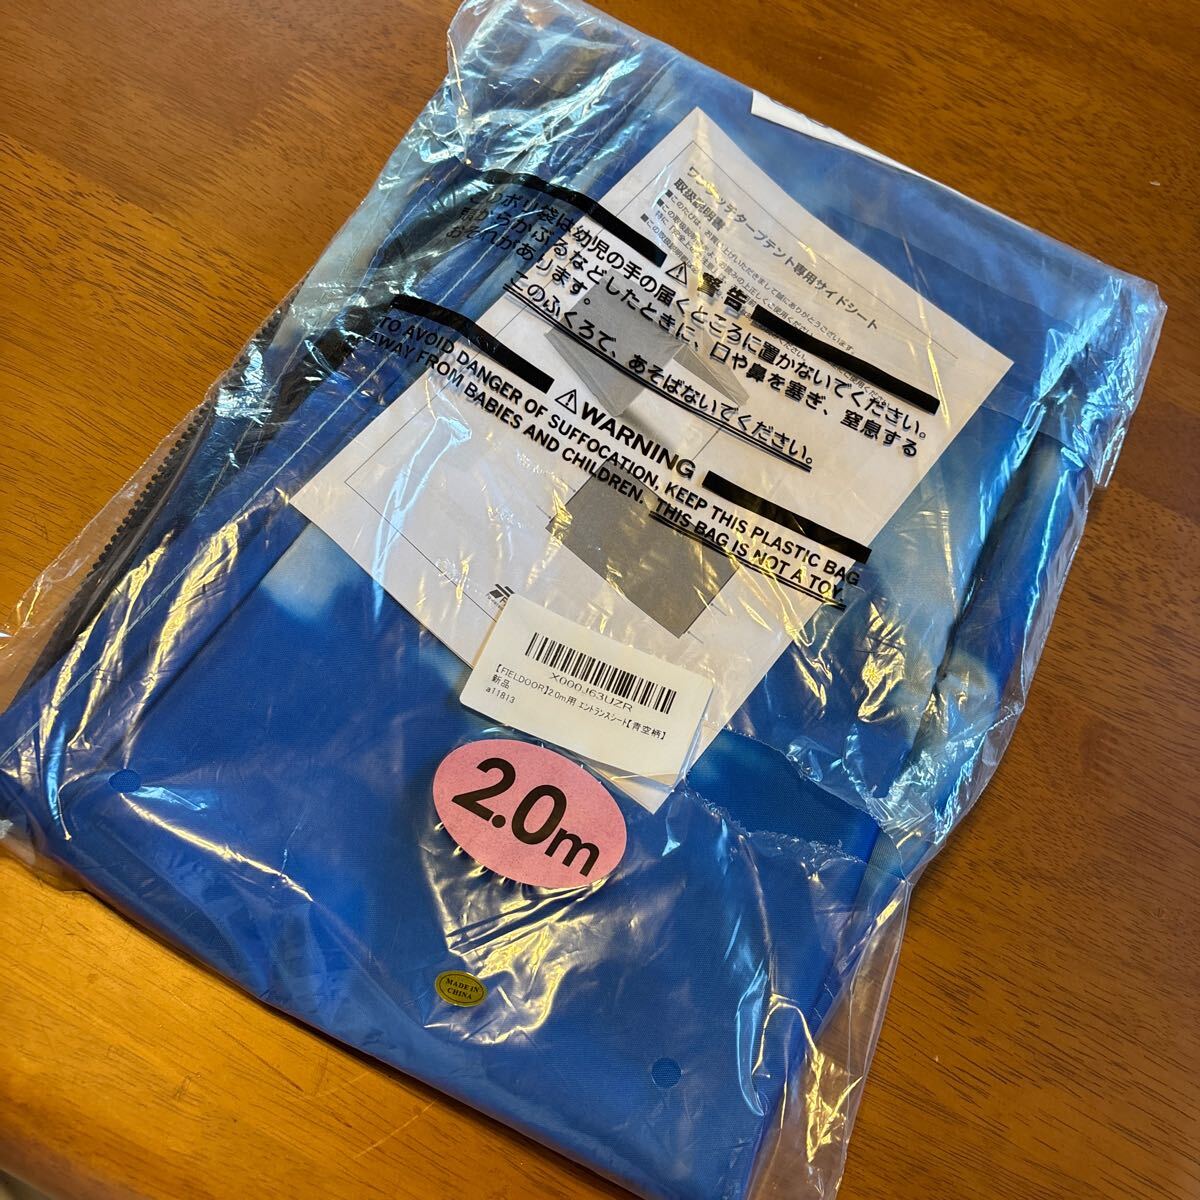 ワンタッチタープテント専用サイドシート
取扱説明書
⚠警告
このポリ袋は幼児の手の届くところに置かないでください。
頭からかぶるなどしたときに、口や鼻を塞ぎ、窒息する
おそれがあります。
このふくろで、あそばないでください。
⚠WARNING
TO AVOID DANGER OF SUFFOCATION, KEEP THIS PLASTIC BAG
AWAY FROM BABIES AND CHILDREN. THIS BAG IS NOT A TOY.
X000J63UZR
【FIELDOOR】2.0m用 エントランスシート【青空柄】
新品
a11813
2.0m
MADE IN
CHINA